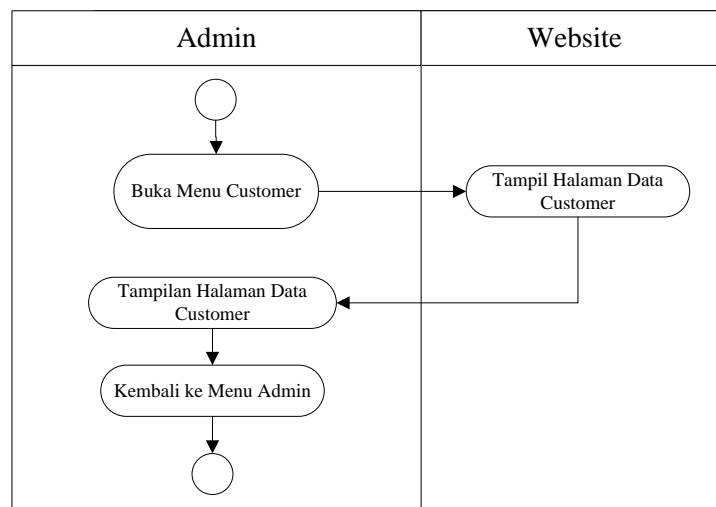 Admin
Website
Buka Menu Customer
Tampil Halaman Data
Customer
Tampilan Halaman Data
Customer
Kembali ke Menu Admin